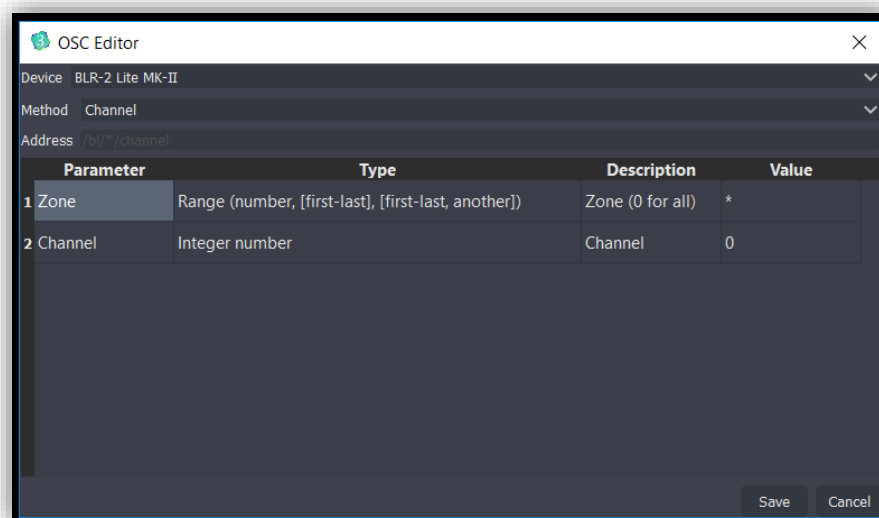 OSC Editor
Device BLR-2 Lite MK-II
Method Channel
Address /bl/*/channel
Parameter Type Description Value
1 Zone Range (number, [first-last], [first-last, another]) Zone (0 for all) *
2 Channel Integer number Channel 0
Save Cancel